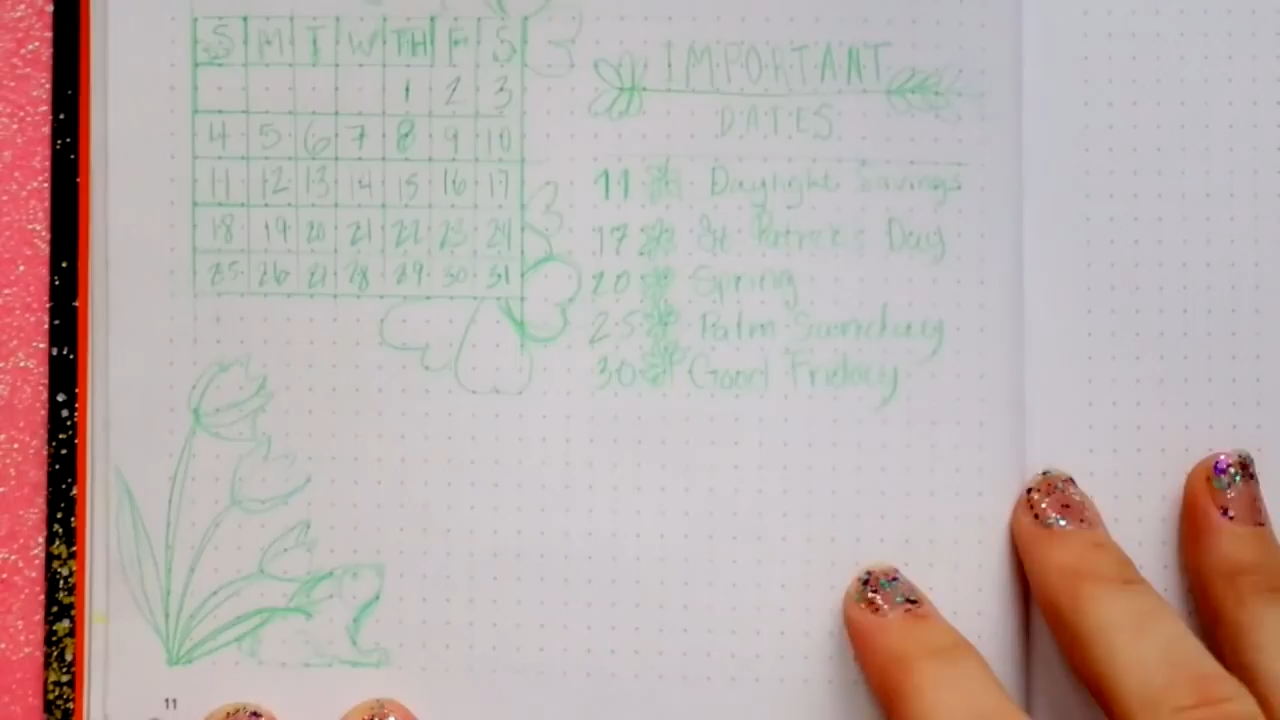 S M T W TH F S
1 2 3
4 5 6 7 8 9 10
11 12 13 14 15 16 17
18 19 20 21 22 23 24
25 26 27 28 29 30 31
IMPORTANT
DATES
11 Daylight Savings
17 St Patrick's Day
20 Spring
25 Palm Sunday
30 Good Friday
11